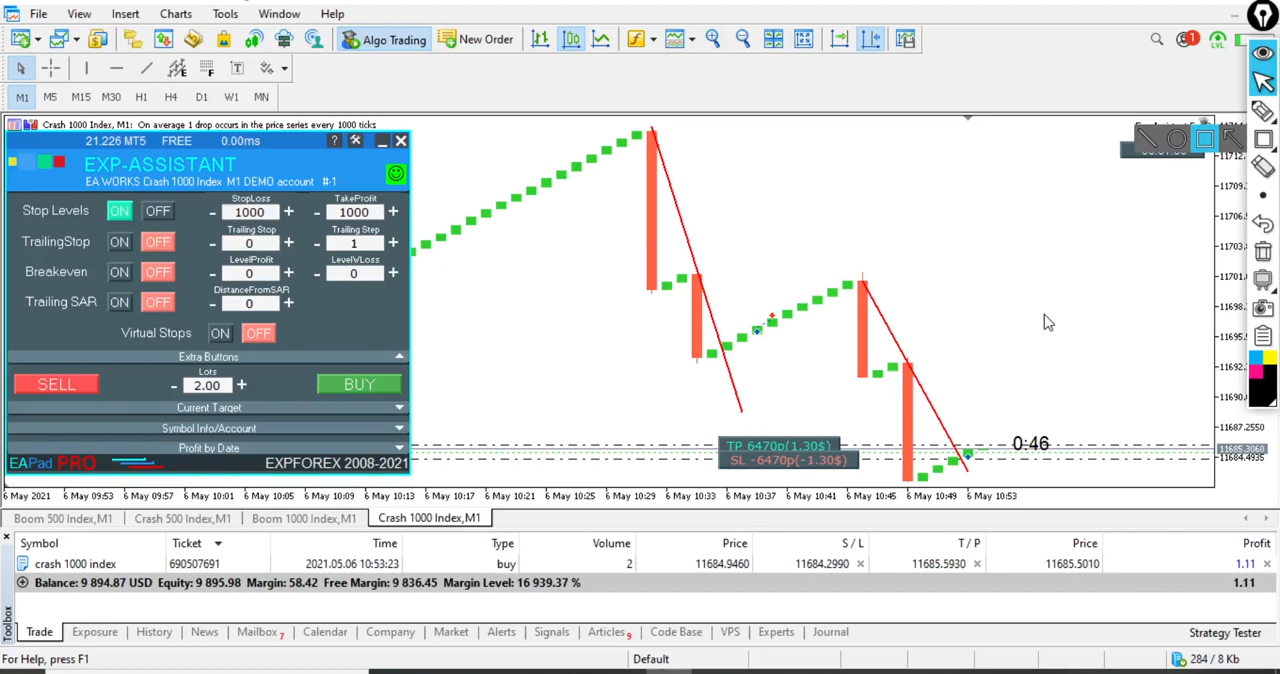 File View Insert Charts Tools Window Help
Algo Trading New Order 1 LVL
E F T
M1 M5 M15 M30 H1 H4 D1 W1 MN
Crash 1000 Index, M1: On average 1 drop occurs in the price series every 1000 ticks
21.226 MT5 FREE 0.00ms ?
EXP-ASSISTANT
EA WORKS Crash 1000 Index M1 DEMO account #-1
StopLoss TakeProfit
Stop Levels ON OFF - 1000 + - 1000 +
Trailing Stop Trailing Step
TrailingStop ON OFF - 0 + - 1 +
LevelProfit LevelWLoss
Breakeven ON OFF - 0 + - 0 +
DistanceFromSAR
Trailing SAR ON OFF - 0 +
Virtual Stops ON OFF
Extra Buttons
Lots
SELL - 2.00 + BUY
Current Target
Symbol Info/Account
Profit by Date
EAPad PRO EXPFOREX 2008-2021
TP 6470p(1.30$)
SL -6470p(-1.30$)
0:46
11687.2550
11685.3060
11684.4935
6 May 2021 6 May 09:53 6 May 09:57 6 May 10:01 6 May 10:05 6 May 10:09 6 May 10:13 6 May 10:17 6 May 10:21 6 May 10:25 6 May 10:29 6 May 10:33 6 May 10:37 6 May 10:41 6 May 10:45 6 May 10:49 6 May 10:53
Boom 500 Index,M1 Crash 500 Index,M1 Boom 1000 Index,M1 Crash 1000 Index,M1
Symbol Ticket Time Type Volume Price S / L T / P Price Profit
crash 1000 index 690507691 2021.05.06 10:53:23 buy 2 11684.9460 11684.2990 11685.5930 11685.5010 1.11
Balance: 9 894.87 USD Equity: 9 895.98 Margin: 58.42 Free Margin: 9 836.45 Margin Level: 16 939.37 % 1.11
Toolbox
Trade Exposure History News Mailbox 7 Calendar Company Market Alerts Signals Articles 9 Code Base VPS Experts Journal Strategy Tester
For Help, press F1 Default 284 / 8 Kb